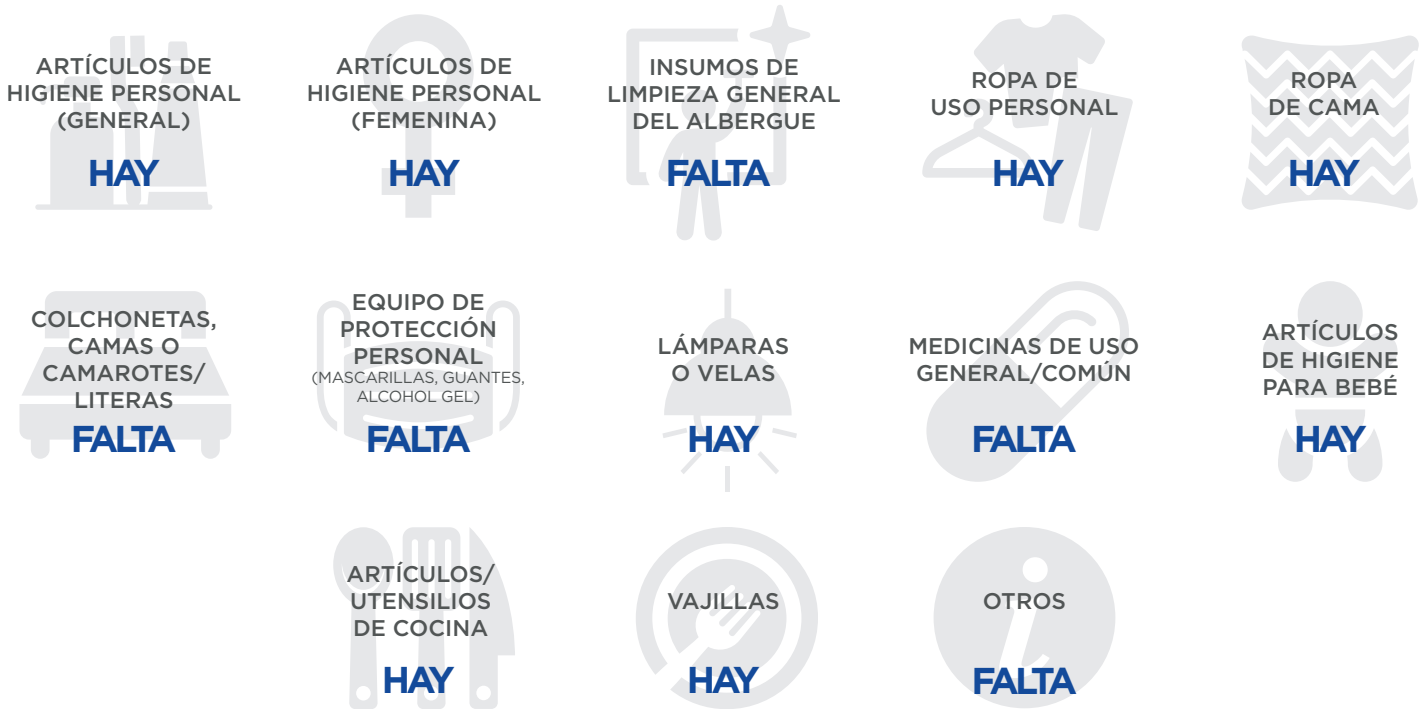 ARTÍCULOS DE
HIGIENE PERSONAL
(GENERAL)
HAY
ARTÍCULOS DE
HIGIENE PERSONAL
(FEMENINA)
HAY
INSUMOS DE
LIMPIEZA GENERAL
DEL ALBERGUE
FALTA
ROPA DE
USO PERSONAL
HAY
ROPA
DE CAMA
HAY
COLCHONETAS,
CAMAS O
CAMAROTES/
LITERAS
FALTA
EQUIPO DE
PROTECCIÓN
PERSONAL
(MASCARILLAS, GUANTES,
ALCOHOL GEL)
FALTA
LÁMPARAS
O VELAS
HAY
MEDICINAS DE USO
GENERAL/COMÚN
FALTA
ARTÍCULOS
DE HIGIENE
PARA BEBÉ
HAY
ARTÍCULOS/
UTENSILIOS
DE COCINA
HAY
VAJILLAS
HAY
OTROS
FALTA